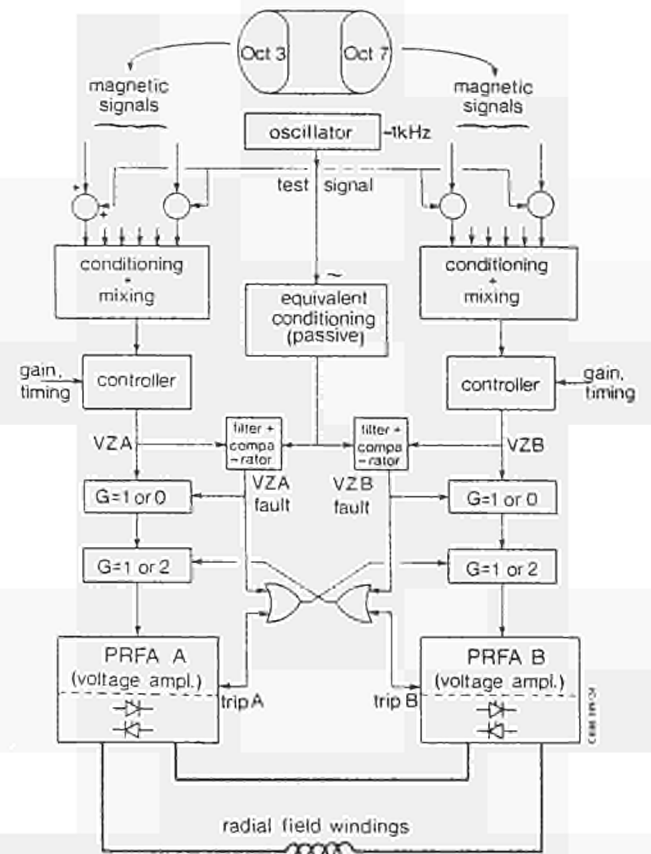 Oct 3
Oct 7
magnetic
signals
magnetic
signals
oscillator
~1kHz
test signal
+
+
conditioning
+
mixing
~
equivalent
conditioning
(passive)
conditioning
+
mixing
gain,
timing
controller
controller
gain,
timing
VZA
filter +
compa
-rator
filter +
compa
-rator
VZB
G=1 or 0
VZA
fault
VZB
fault
G=1 or 0
G=1 or 2
G=1 or 2
PRFA A
(voltage ampl.)
trip A
trip B
PRFA B
(voltage ampl.)
radial field windings